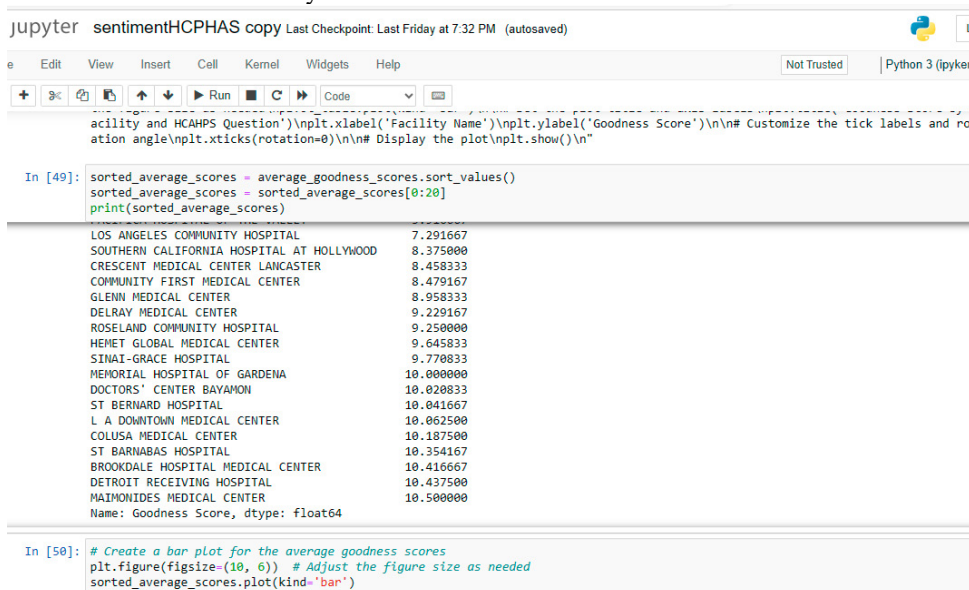 Jupyter sentimentHCPHAS copy Last Checkpoint: Last Friday at 7:32 PM (autosaved)
Edit View Insert Cell Kernel Widgets Help Not Trusted Python 3 (ipyker
Run Code
acility and HCAHPS Question')\nplt.xlabel('Facility Name')\nplt.ylabel('Goodness Score')\n\n# Customize the tick labels and ro
ation angle\nplt.xticks(rotation=0)\n\n# Display the plot\nplt.show()\n"
In [49]: sorted_average_scores = average_goodness_scores.sort_values()
sorted_average_scores = sorted_average_scores[0:20]
print(sorted_average_scores)
LOS ANGELES COMMUNITY HOSPITAL 7.291667
SOUTHERN CALIFORNIA HOSPITAL AT HOLLYWOOD 8.375000
CRESCENT MEDICAL CENTER LANCASTER 8.458333
COMMUNITY FIRST MEDICAL CENTER 8.479167
GLENN MEDICAL CENTER 8.958333
DELRAY MEDICAL CENTER 9.229167
ROSELAND COMMUNITY HOSPITAL 9.250000
HEMET GLOBAL MEDICAL CENTER 9.645833
SINAI-GRACE HOSPITAL 9.770833
MEMORIAL HOSPITAL OF GARDENA 10.000000
DOCTORS' CENTER BAYAMON 10.020833
ST BERNARD HOSPITAL 10.041667
L A DOWNTOWN MEDICAL CENTER 10.062500
COLUSA MEDICAL CENTER 10.187500
ST BARNABAS HOSPITAL 10.354167
BROOKDALE HOSPITAL MEDICAL CENTER 10.416667
DETROIT RECEIVING HOSPITAL 10.437500
MAIMONIDES MEDICAL CENTER 10.500000
Name: Goodness Score, dtype: float64
In [50]: # Create a bar plot for the average goodness scores
plt.figure(figsize=(10, 6)) # Adjust the figure size as needed
sorted_average_scores.plot(kind='bar')